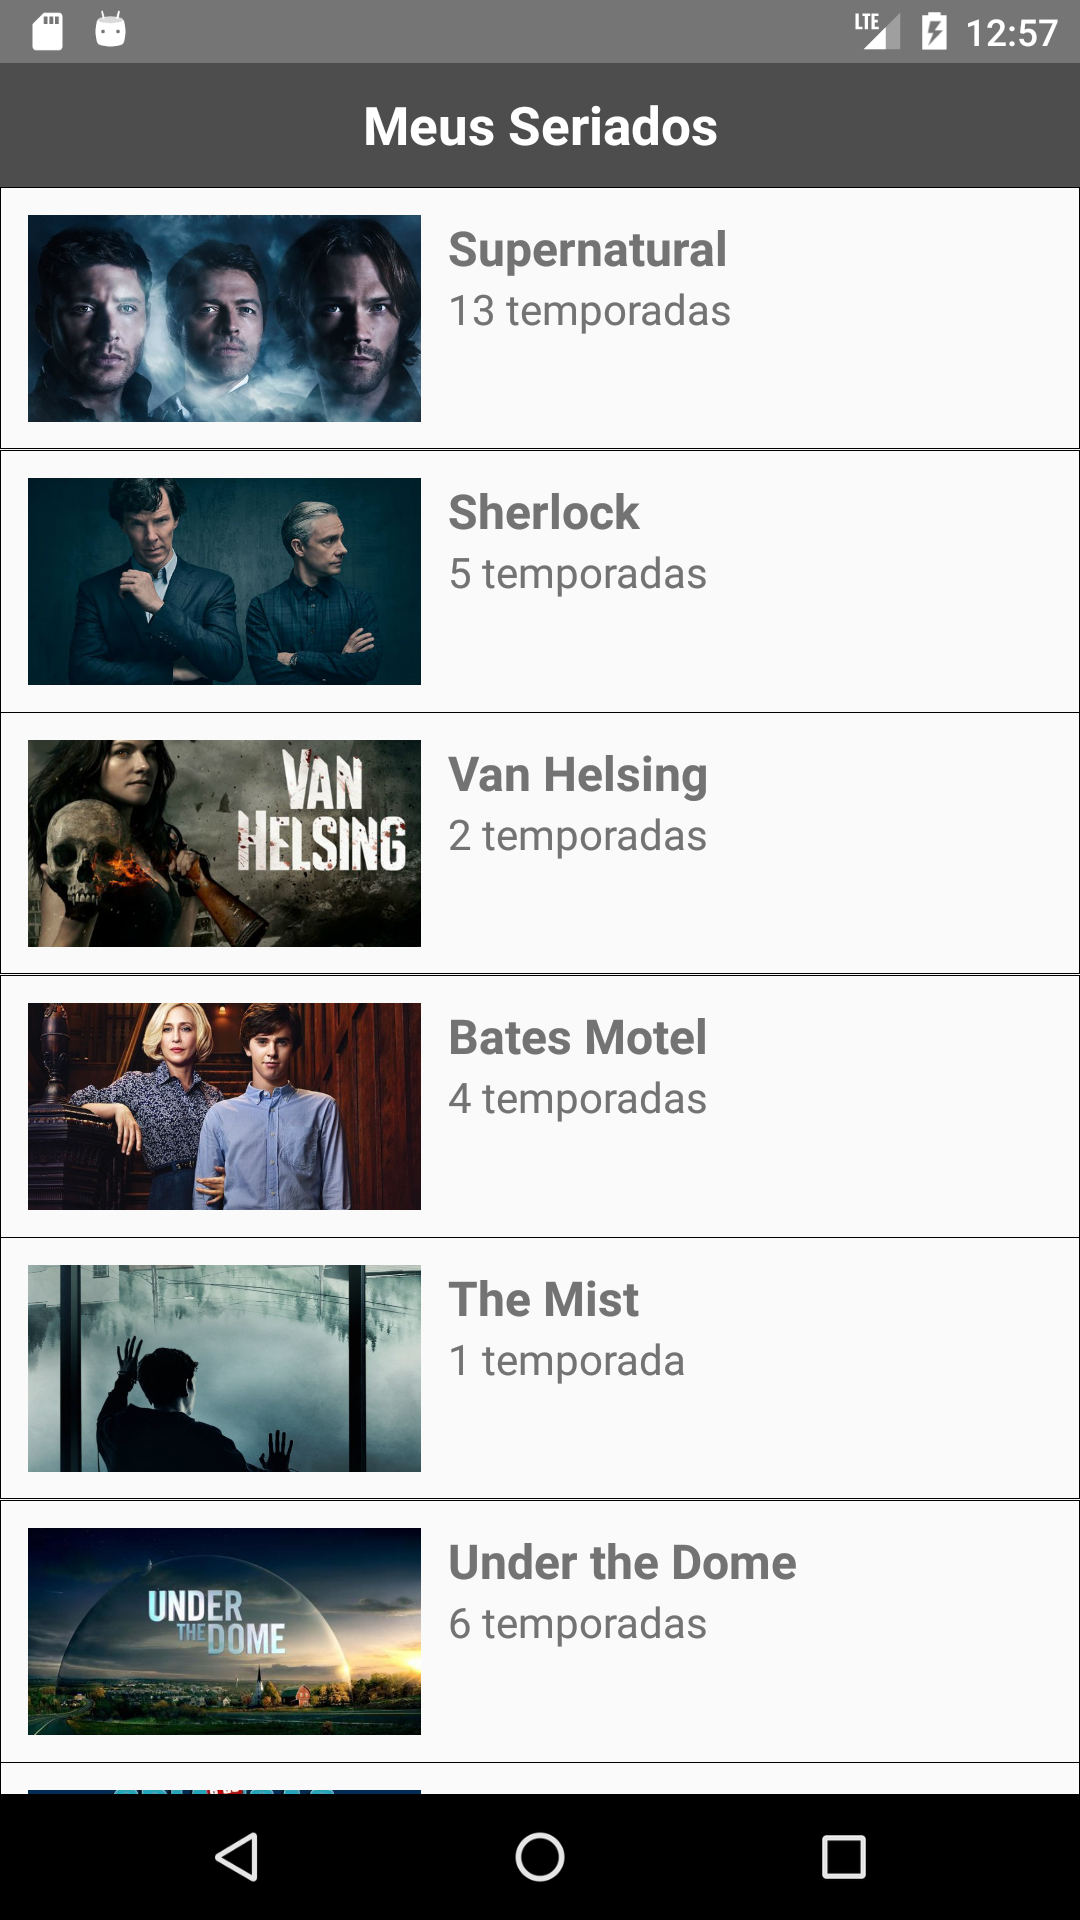 LTE 12:57
Meus Seriados
Supernatural
13 temporadas
Sherlock
5 temporadas
VAN
HELSING
Van Helsing
2 temporadas
Bates Motel
4 temporadas
The Mist
1 temporada
UNDER
THE DOME
Under the Dome
6 temporadas